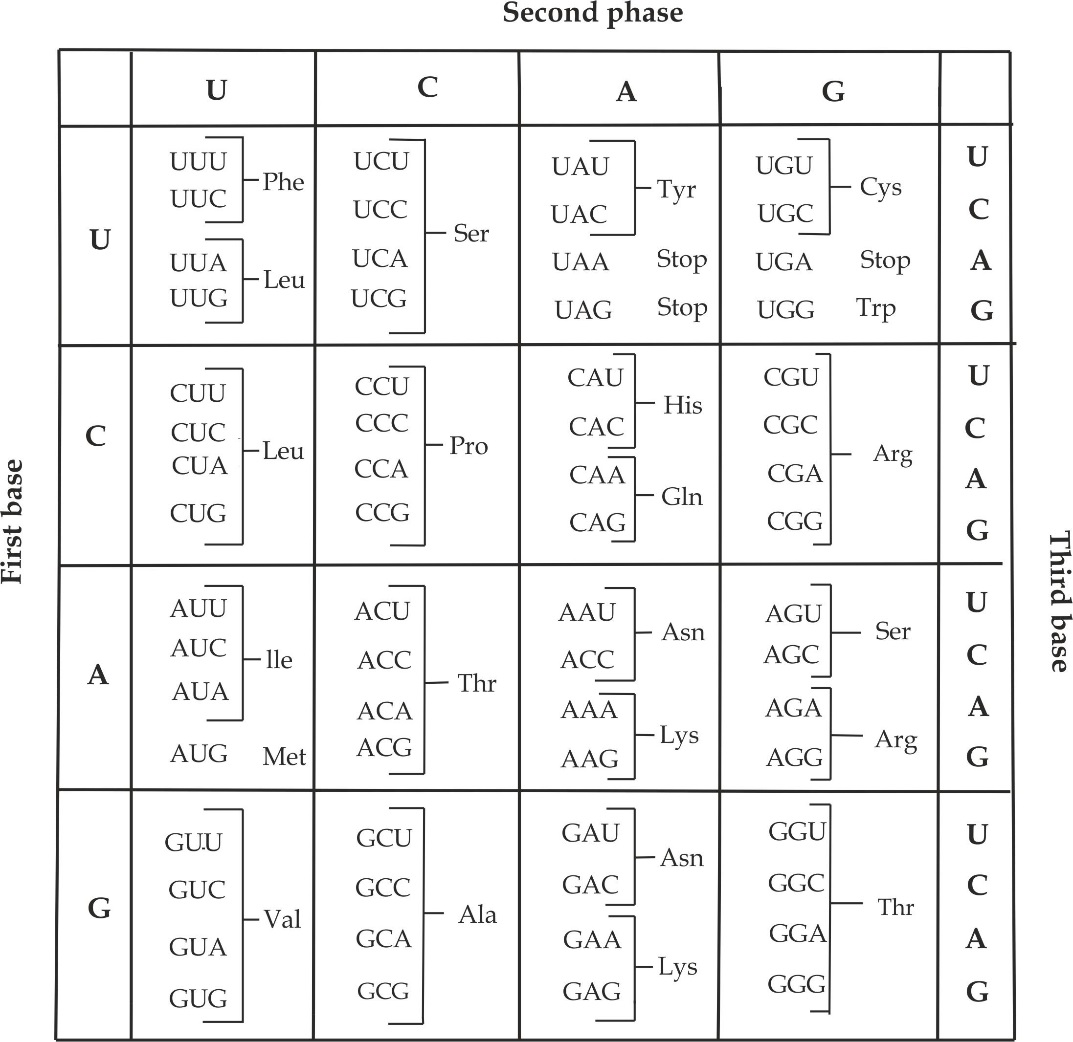 Second phase
U C A G
First base
Third base
U
UUU
UUC
Phe
UUA
UUG
Leu
UCU
UCC
UCA
UCG
Ser
UAU
UAC
Tyr
UAA Stop
UAG Stop
UGU
UGC
Cys
UGA Stop
UGG Trp
U
C
A
G
C
CUU
CUC
CUA
CUG
Leu
CCU
CCC
CCA
CCG
Pro
CAU
CAC
His
CAA
CAG
Gln
CGU
CGC
CGA
CGG
Arg
U
C
A
G
A
AUU
AUC
AUA
Ile
AUG Met
ACU
ACC
ACA
ACG
Thr
AAU
ACC
Asn
AAA
AAG
Lys
AGU
AGC
Ser
AGA
AGG
Arg
U
C
A
G
G
GUU
GUC
GUA
GUG
Val
GCU
GCC
GCA
GCG
Ala
GAU
GAC
Asn
GAA
GAG
Lys
GGU
GGC
GGA
GGG
Thr
U
C
A
G